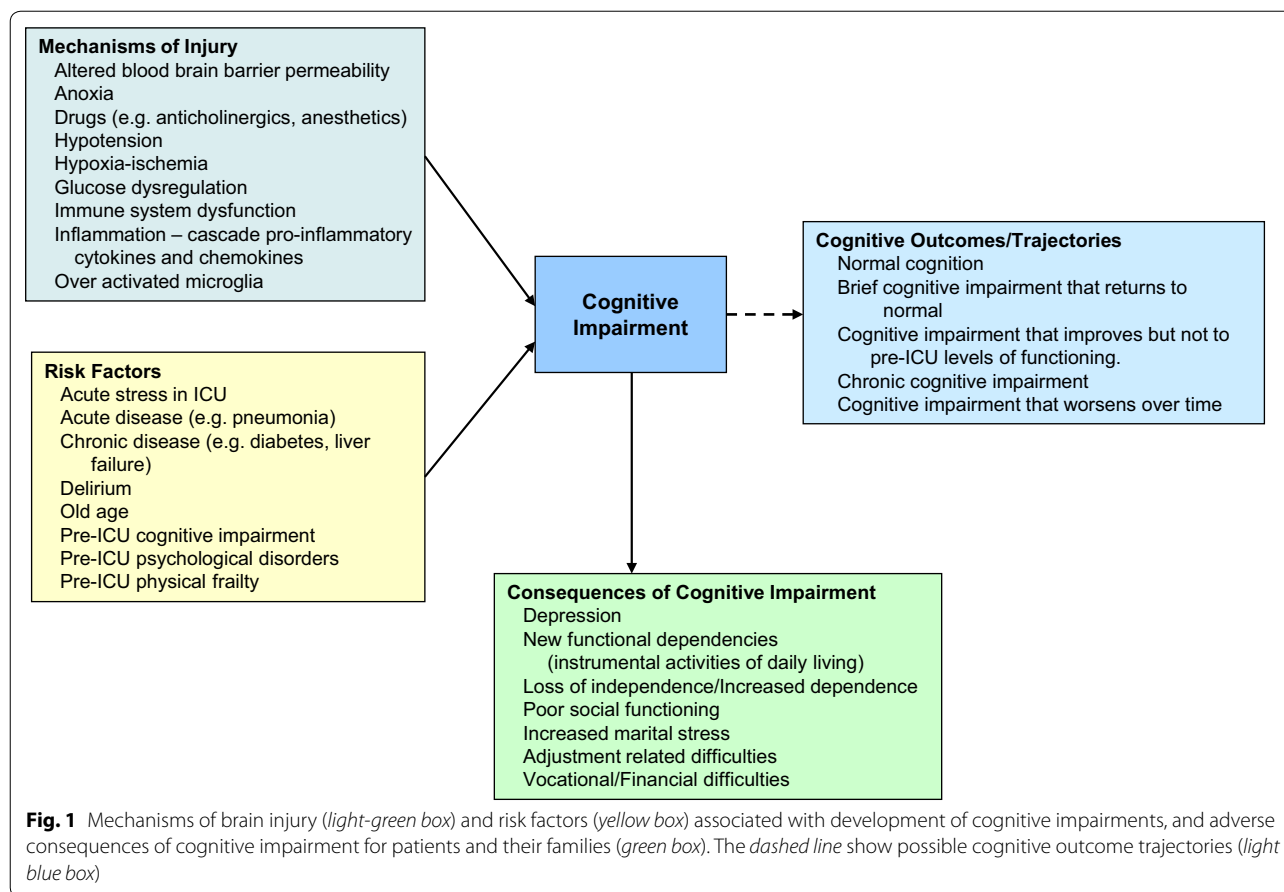 Mechanisms of Injury
Altered blood brain barrier permeability
Anoxia
Drugs (e.g. anticholinergics, anesthetics)
Hypotension
Hypoxia-ischemia
Glucose dysregulation
Immune system dysfunction
Inflammation – cascade pro-inflammatory
cytokines and chemokines
Over activated microglia
Risk Factors
Acute stress in ICU
Acute disease (e.g. pneumonia)
Chronic disease (e.g. diabetes, liver
failure)
Delirium
Old age
Pre-ICU cognitive impairment
Pre-ICU psychological disorders
Pre-ICU physical frailty
Cognitive
Impairment
Cognitive Outcomes/Trajectories
Normal cognition
Brief cognitive impairment that returns to
normal
Cognitive impairment that improves but not to
pre-ICU levels of functioning.
Chronic cognitive impairment
Cognitive impairment that worsens over time
Consequences of Cognitive Impairment
Depression
New functional dependencies
(instrumental activities of daily living)
Loss of independence/Increased dependence
Poor social functioning
Increased marital stress
Adjustment related difficulties
Vocational/Financial difficulties
Fig. 1 Mechanisms of brain injury (light-green box) and risk factors (yellow box) associated with development of cognitive impairments, and adverse
consequences of cognitive impairment for patients and their families (green box). The dashed line show possible cognitive outcome trajectories (light
blue box)